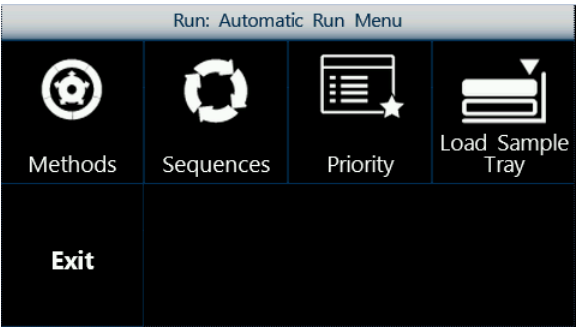 Run: Automatic Run Menu
Methods
Sequences
Priority
Load Sample
Tray
Exit